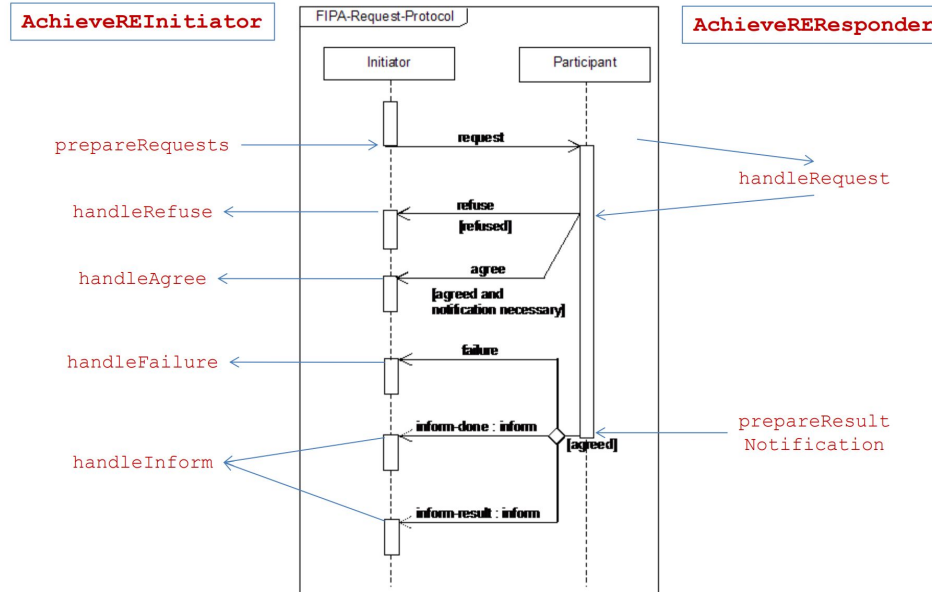 AchieveREInitiator
FIPA-Request-Protocol
AchieveREResponder
Initiator
Participant
prepareRequests
request
handleRequest
handleRefuse
refuse
[refused]
handleAgree
agree
[agreed and
notification necessary]
handleFailure
failure
inform-done : inform
[agreed]
prepareResult
Notification
handleInform
inform-result : inform